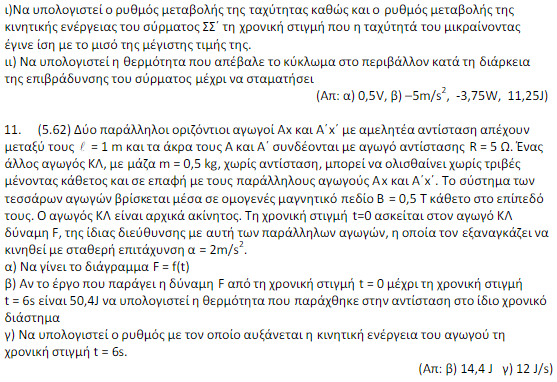 ι)Να υπολογιστεί ο ρυθμός μεταβολής της ταχύτητας καθώς και ο ρυθμός μεταβολής της
κινητικής ενέργειας του σύρματος ΣΣ΄ τη χρονική στιγμή που η ταχύτητά του μικραίνοντας
έγινε ίση με το μισό της μέγιστης τιμής της.
ιι) Να υπολογιστεί η θερμότητα που απέβαλε το κύκλωμα στο περιβάλλον κατά τη διάρκεια
της επιβράδυνσης του σύρματος μέχρι να σταματήσει
(Απ: α) 0,5V, β) –5m/s², -3,75W, 11,25J)
11. (5.62) Δύο παράλληλοι οριζόντιοι αγωγοί Αx και Α΄x΄ με αμελητέα αντίσταση απέχουν
μεταξύ τους ℓ = 1 m και τα άκρα τους Α και Α΄ συνδέονται με αγωγό αντίστασης R = 5 Ω. Ένας
άλλος αγωγός ΚΛ, με μάζα m = 0,5 kg, χωρίς αντίσταση, μπορεί να ολισθαίνει χωρίς τριβές
μένοντας κάθετος και σε επαφή με τους παράλληλους αγωγούς Αx και Α΄x΄. Το σύστημα των
τεσσάρων αγωγών βρίσκεται μέσα σε ομογενές μαγνητικό πεδίο Β = 0,5 Τ κάθετο στο επίπεδό
τους. Ο αγωγός ΚΛ είναι αρχικά ακίνητος. Τη χρονική στιγμή t=0 ασκείται στον αγωγό ΚΛ
δύναμη F, της ίδιας διεύθυνσης με αυτή των παράλληλων αγωγών, η οποία τον εξαναγκάζει να
κινηθεί με σταθερή επιτάχυνση α = 2m/s².
α) Να γίνει το διάγραμμα F = f(t)
β) Αν το έργο που παράγει η δύναμη F από τη χρονική στιγμή t = 0 μέχρι τη χρονική στιγμή
t = 6s είναι 50,4J να υπολογιστεί η θερμότητα που παράχθηκε στην αντίσταση στο ίδιο χρονικό
διάστημα
γ) Να υπολογιστεί ο ρυθμός με τον οποίο αυξάνεται η κινητική ενέργεια του αγωγού τη
χρονική στιγμή t = 6s.
(Απ: β) 14,4 J γ) 12 J/s)